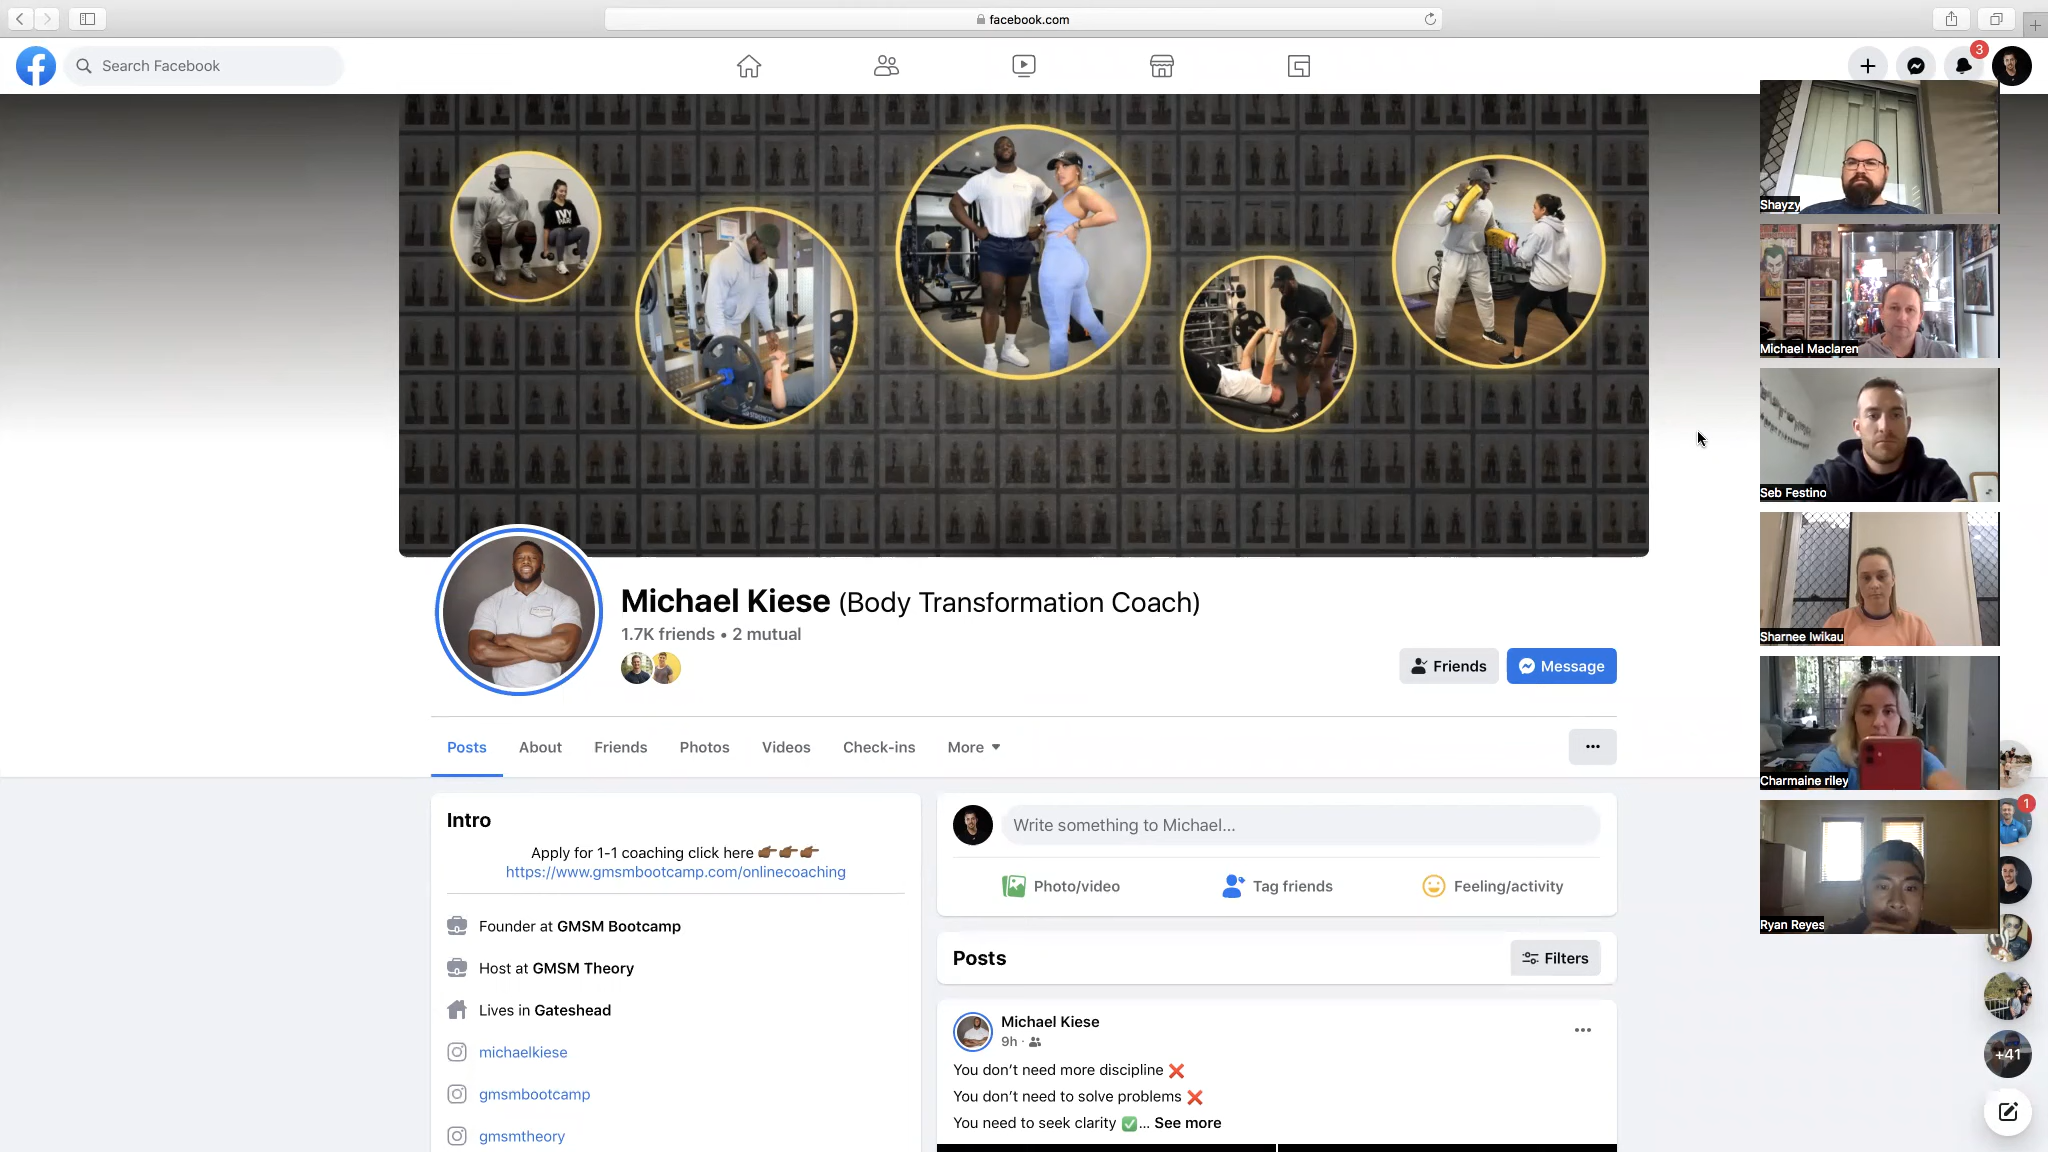 facebook.com
Search Facebook
3
Shayzy
Michael Maclaren
Seb Festino
Sharnee Iwikau
Charmaine riley
Ryan Reyes
Michael Kiese (Body Transformation Coach)
1.7K friends • 2 mutual
Friends
Message
Posts
About
Friends
Photos
Videos
Check-ins
More
Intro
Apply for 1-1 coaching click here 👉🏾👉🏾👉🏾
https://www.gmsmbootcamp.com/onlinecoaching
Founder at GMSM Bootcamp
Host at GMSM Theory
Lives in Gateshead
michaelkiese
gmsmbootcamp
gmsmtheory
Write something to Michael...
Photo/video
Tag friends
Feeling/activity
Posts
Filters
Michael Kiese
9h ·
You don’t need more discipline ❌
You don’t need to solve problems ❌
You need to seek clarity ✅... See more
1
+41